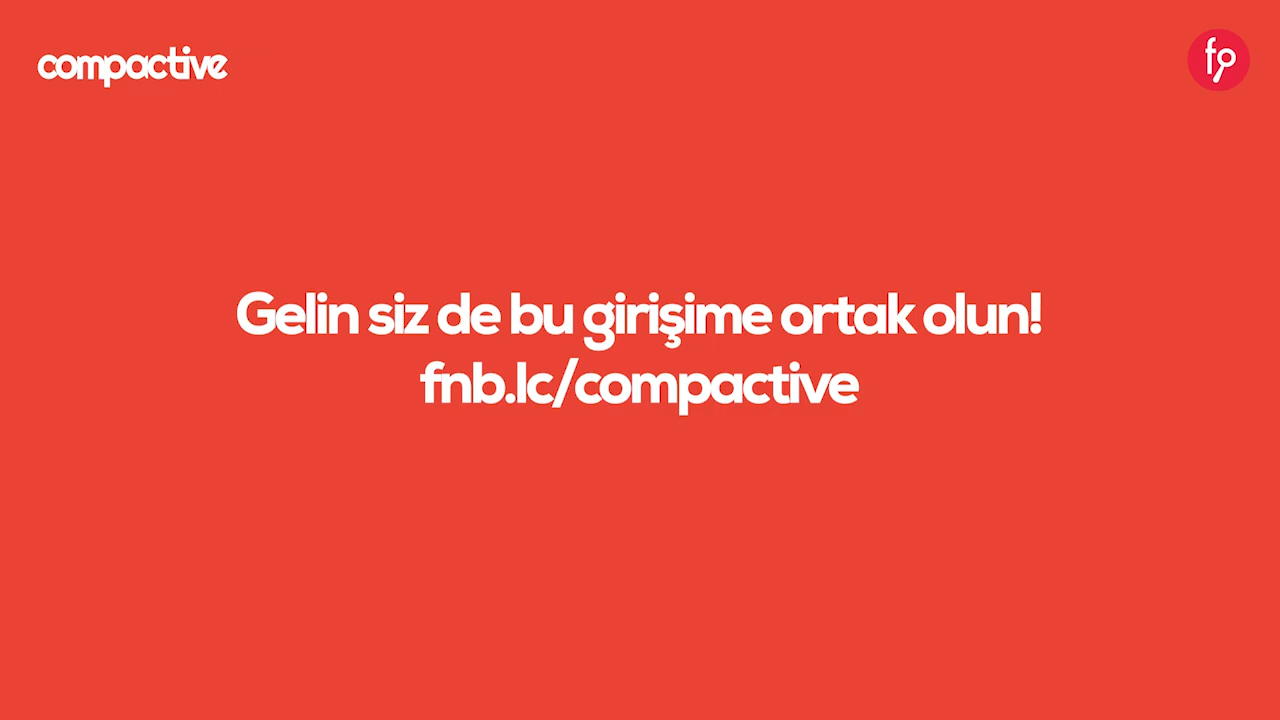 compactive
Gelin siz de bu girişime ortak olun!
fnb.lc/compactive